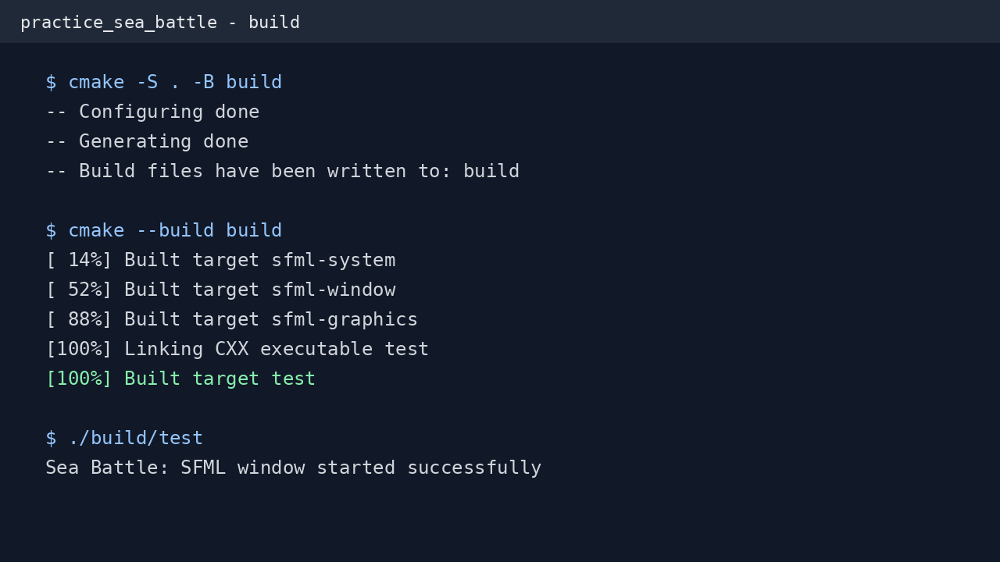 practice_sea_battle - build
$ cmake -S . -B build
-- Configuring done
-- Generating done
-- Build files have been written to: build
$ cmake --build build
[ 14%] Built target sfml-system
[ 52%] Built target sfml-window
[ 88%] Built target sfml-graphics
[100%] Linking CXX executable test
[100%] Built target test
$ ./build/test
Sea Battle: SFML window started successfully